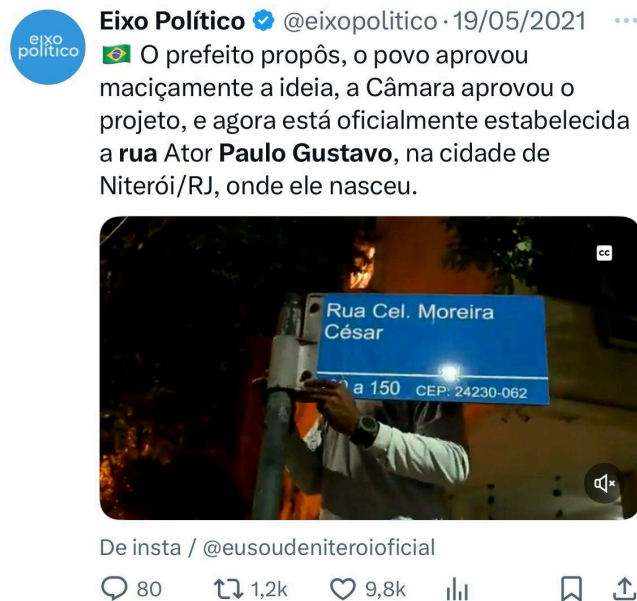 eixo
político
Eixo Político @eixopolitico · 19/05/2021
🇧🇷 O prefeito propôs, o povo aprovou
maciçamente a ideia, a Câmara aprovou o
projeto, e agora está oficialmente estabelecida
a rua Ator Paulo Gustavo, na cidade de
Niterói/RJ, onde ele nasceu.
CC
Rua Cel. Moreira
César
a 150 CEP: 24230-062
De insta / @eusoudeniteroioficial
80 1,2k 9,8k